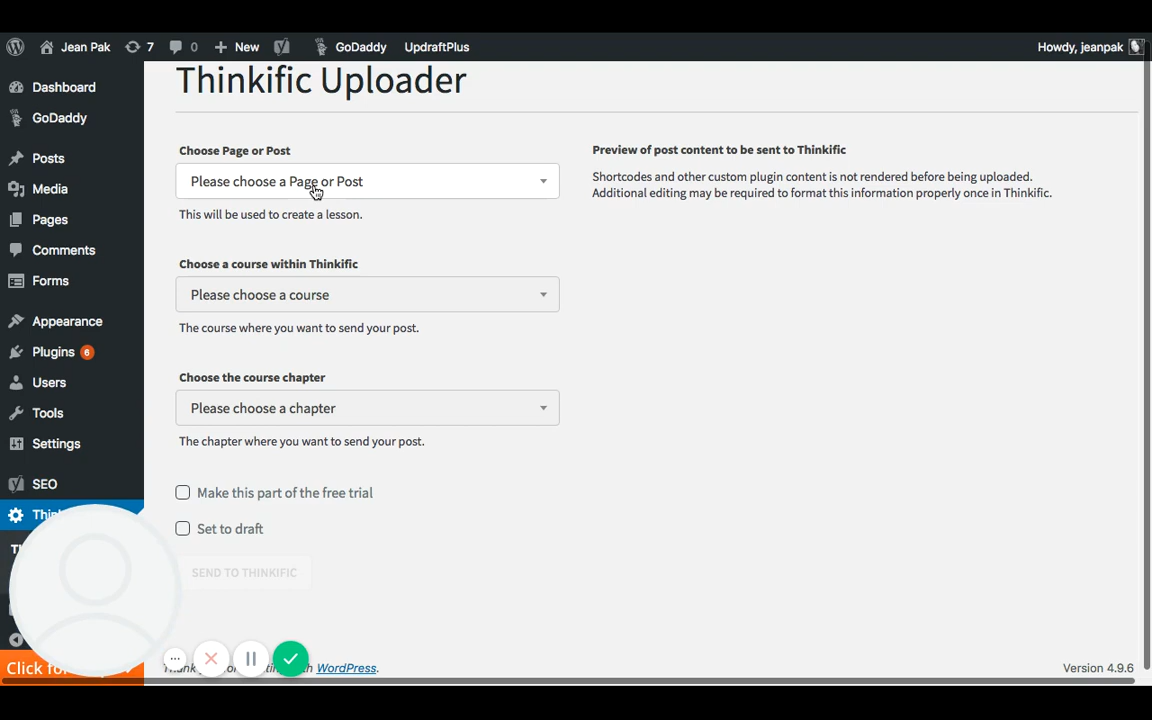 Jean Pak 7 0 New GoDaddy UpdraftPlus Howdy, jeanpak
Dashboard
GoDaddy
Posts
Media
Pages
Comments
Forms
Appearance
Plugins 6
Users
Tools
Settings
SEO
Thinkific Uploader
Choose Page or Post
Please choose a Page or Post
This will be used to create a lesson.
Choose a course within Thinkific
Please choose a course
The course where you want to send your post.
Choose the course chapter
Please choose a chapter
The chapter where you want to send your post.
Make this part of the free trial
Set to draft
SEND TO THINKIFIC
Preview of post content to be sent to Thinkific
Shortcodes and other custom plugin content is not rendered before being uploaded.
Additional editing may be required to format this information properly once in Thinkific.
Click
WordPress.
Version 4.9.6